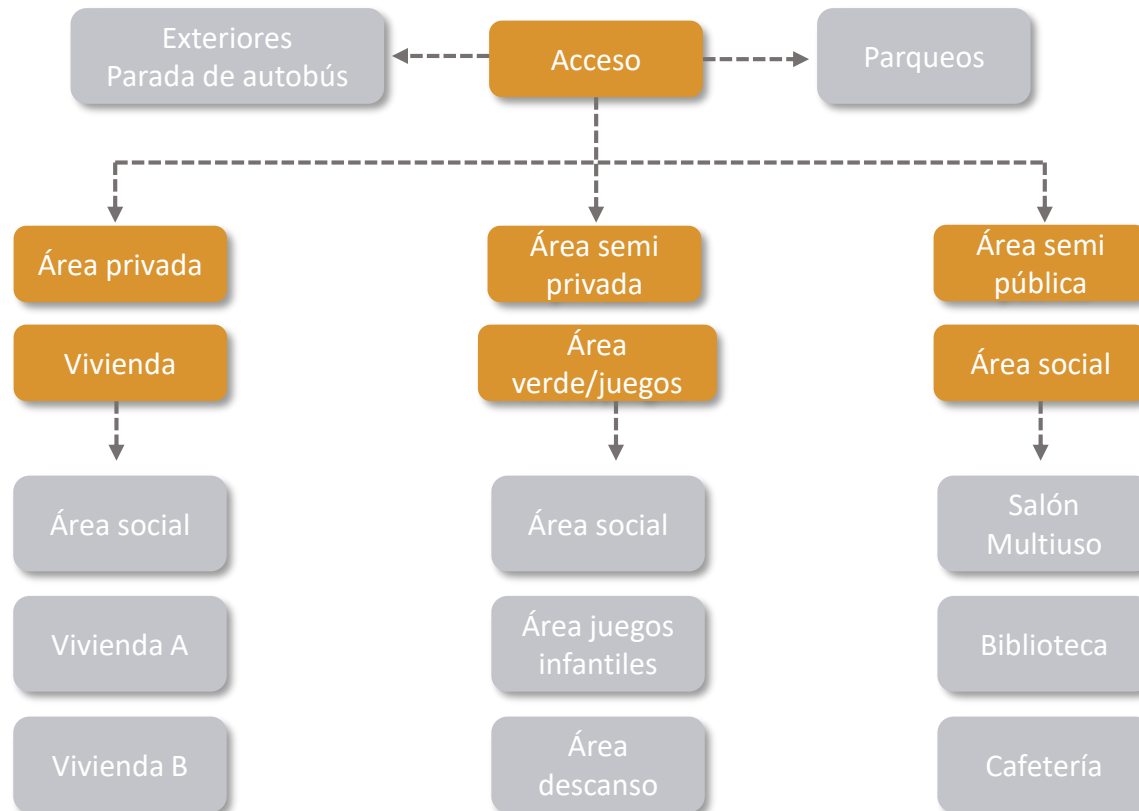 Exteriores
Parada de autobús
Acceso
Parqueos
Área privada
Área semi
privada
Área semi
pública
Vivienda
Área
verde/juegos
Área social
Área social
Área social
Salón
Multiuso
Vivienda A
Área juegos
infantiles
Biblioteca
Vivienda B
Área
descanso
Cafetería